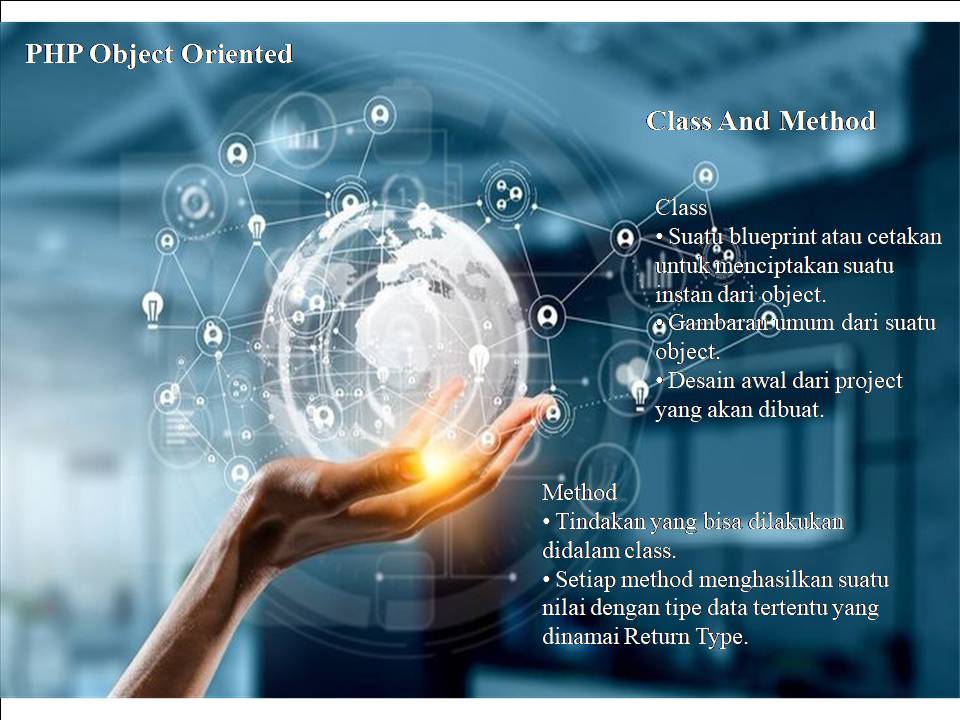 PHP Object Oriented
Class And Method
Class
• Suatu blueprint atau cetakan
untuk menciptakan suatu
instan dari object.
• Gambaran umum dari suatu
object.
• Desain awal dari project
yang akan dibuat.
Method
• Tindakan yang bisa dilakukan
didalam class.
• Setiap method menghasilkan suatu
nilai dengan tipe data tertentu yang
dinamai Return Type.